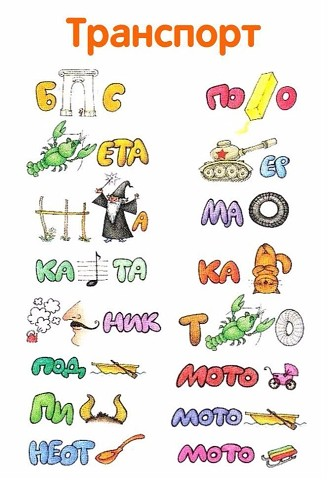 Транспорт
Б С
ПО О
ЕТА
ЕР
А
МА
КА ТА
КА
НИК
Т
ПОД
МОТО
ПИ
МОТО
НЕОТ
МОТО